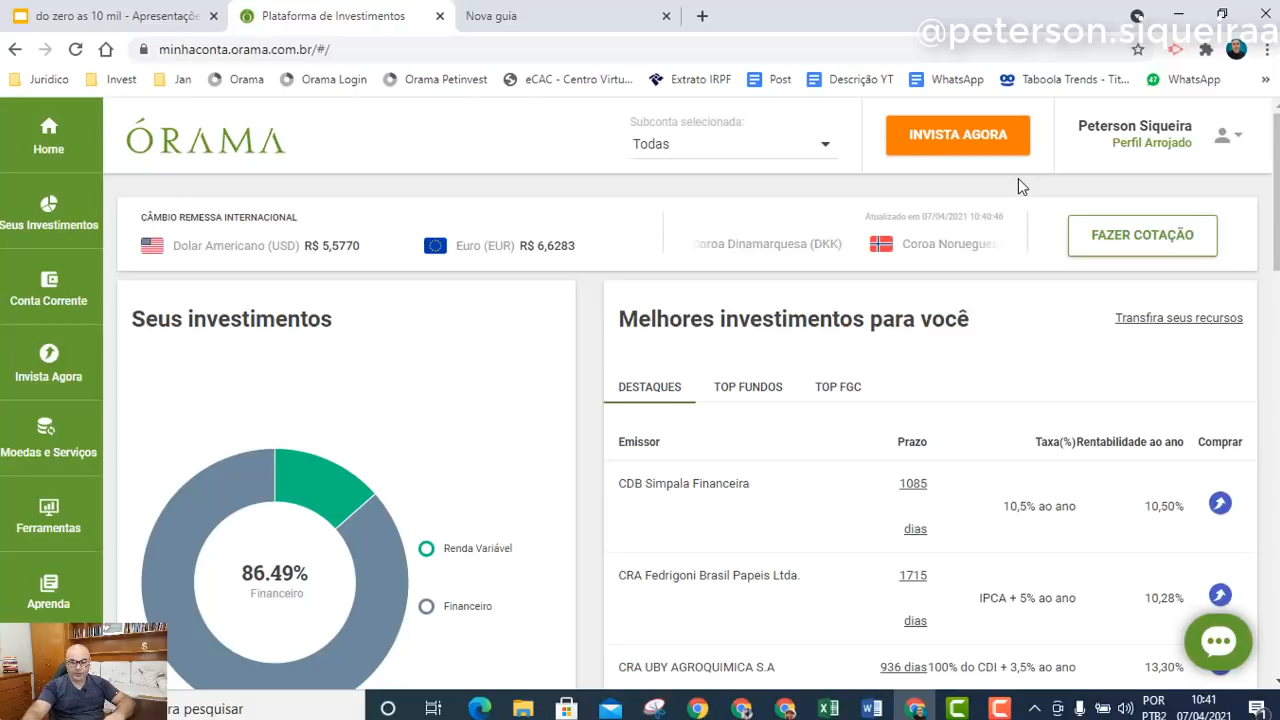 do zero as 10 mil - Apresentaçõe
Plataforma de Investimentos
Nova guia
@peterson.siqueiraa
minhaconta.orama.com.br/#/
Juridico
Invest
Jan
Orama
Orama Login
Orama Petinvest
eCAC - Centro Virtu...
Extrato IRPF
Post
Descrição YT
WhatsApp
Taboola Trends - Tit...
WhatsApp
Home
Seus Investimentos
Conta Corrente
Invista Agora
Moedas e Serviços
Ferramentas
Aprenda
ÓRAMA
Subconta selecionada:
Todas
INVISTA AGORA
Peterson Siqueira
Perfil Arrojado
CÂMBIO REMESSA INTERNACIONAL
Dolar Americano (USD) R$ 5,5770
Euro (EUR) R$ 6,6283
Atualizado em 07/04/2021 10:40:46
Coroa Dinamarquesa (DKK)
Coroa Noruegues
FAZER COTAÇÃO
Seus investimentos
86.49%
Financeiro
Renda Variável
Financeiro
Melhores investimentos para você
Transfira seus recursos
DESTAQUES
TOP FUNDOS
TOP FGC
Emissor
Prazo
Taxa(%)
Rentabilidade ao ano
Comprar
CDB Simpala Financeira
1085
dias
10,5% ao ano
10,50%
CRA Fedrigoni Brasil Papeis Ltda.
1715
dias
IPCA + 5% ao ano
10,28%
CRA UBY AGROQUIMICA S.A
936 dias
100% do CDI + 3,5% ao ano
13,30%
ra pesquisar
POR
PTB2
10:41
07/04/2021